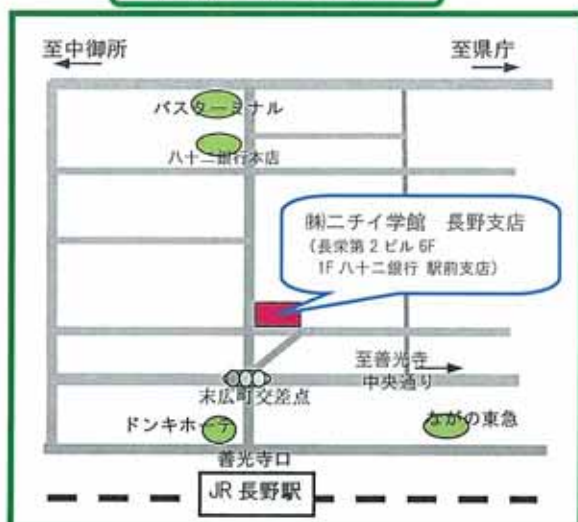 至中御所
至県庁
バスターミナル
八十二銀行本店
㈱ニチイ学館 長野支店
(長栄第2ビル 6F
1F 八十二銀行 駅前支店)
至善光寺
中央通り
末広町交差点
ドンキホーテ
ながの東急
善光寺口
JR 長野駅